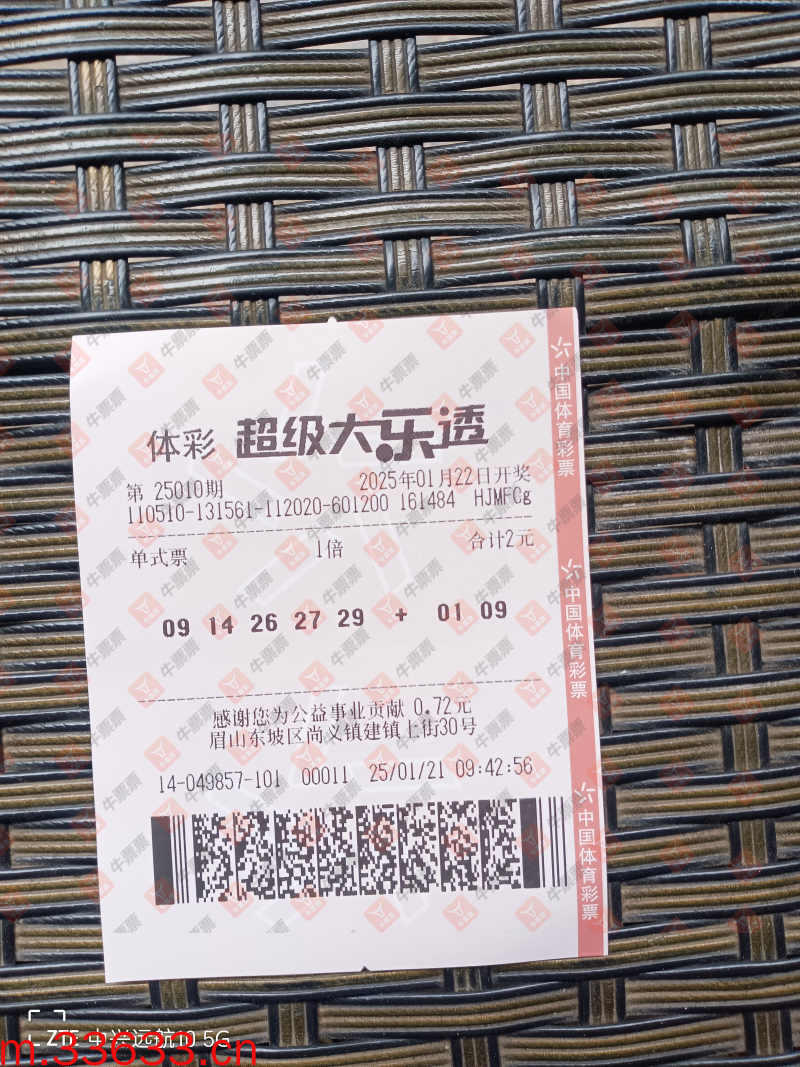 体彩 超级大乐透
第 25010期 2025年01月22日开奖
110510-131561-112020-601200 161484 HJMFCg
单式票 1倍 合计2元
09 14 26 27 29 + 01 09
感谢您为公益事业贡献 0.72元
眉山东坡区尚义镇建镇上街30号
14-049857-101 00011 25/01/21 09:42:56
中国体育彩票
中国体育彩票
中国体育彩票
牛票票
5G
m.33633.cn